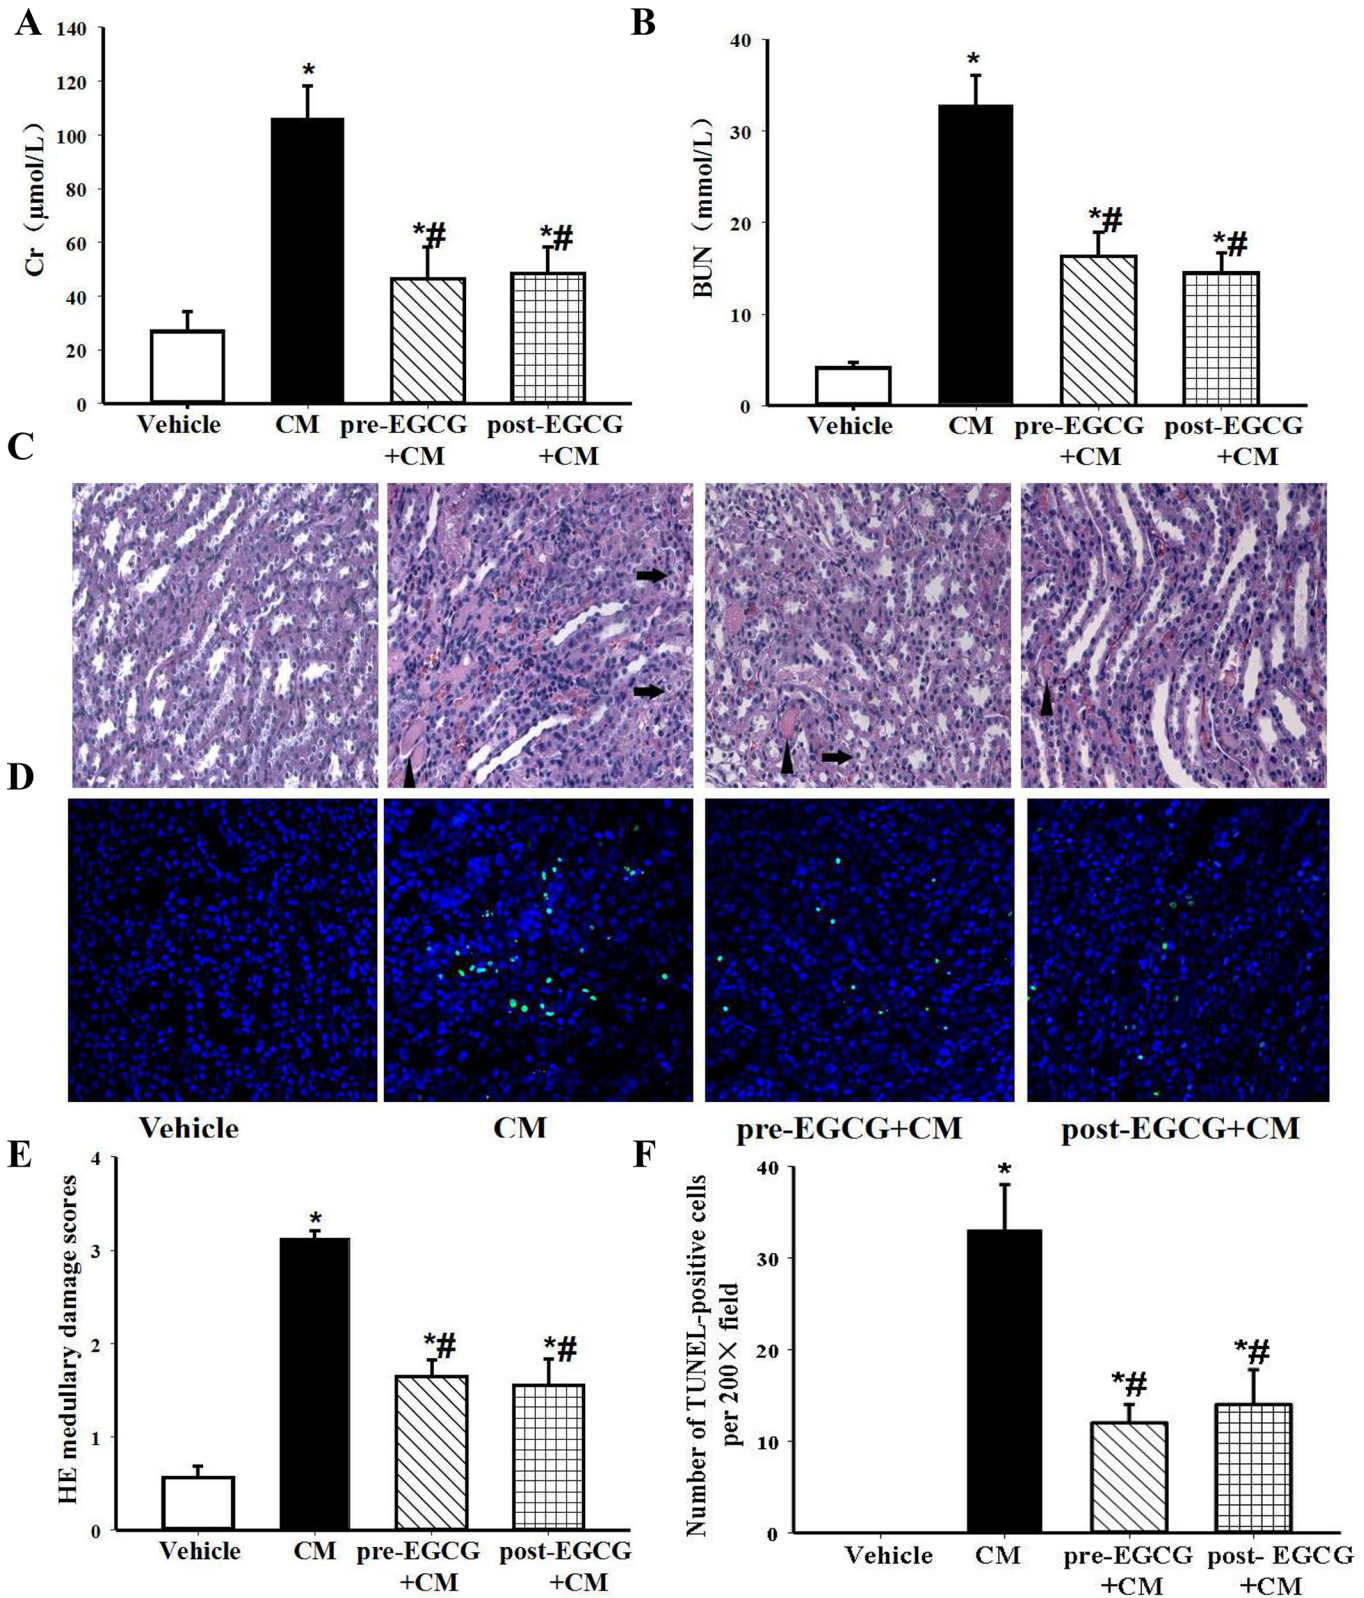 A
B
140
120
100
80
60
40
20
0
Cr（μmol/L）
*
*#
*#
Vehicle
CM
pre-EGCG
+CM
post-EGCG
+CM
40
30
20
10
0
BUN（mmol/L）
*
*#
*#
Vehicle
CM
pre-EGCG
+CM
post-EGCG
+CM
C
D
Vehicle
CM
pre-EGCG+CM
post-EGCG+CM
E
F
4
3
2
1
0
HE medullary damage scores
*
*#
*#
Vehicle
CM
pre-EGCG
+CM
post-EGCG
+CM
40
30
20
10
0
Number of TUNEL-positive cells
per 200× field
*
*#
*#
Vehicle
CM
pre-EGCG
+CM
post- EGCG
+CM